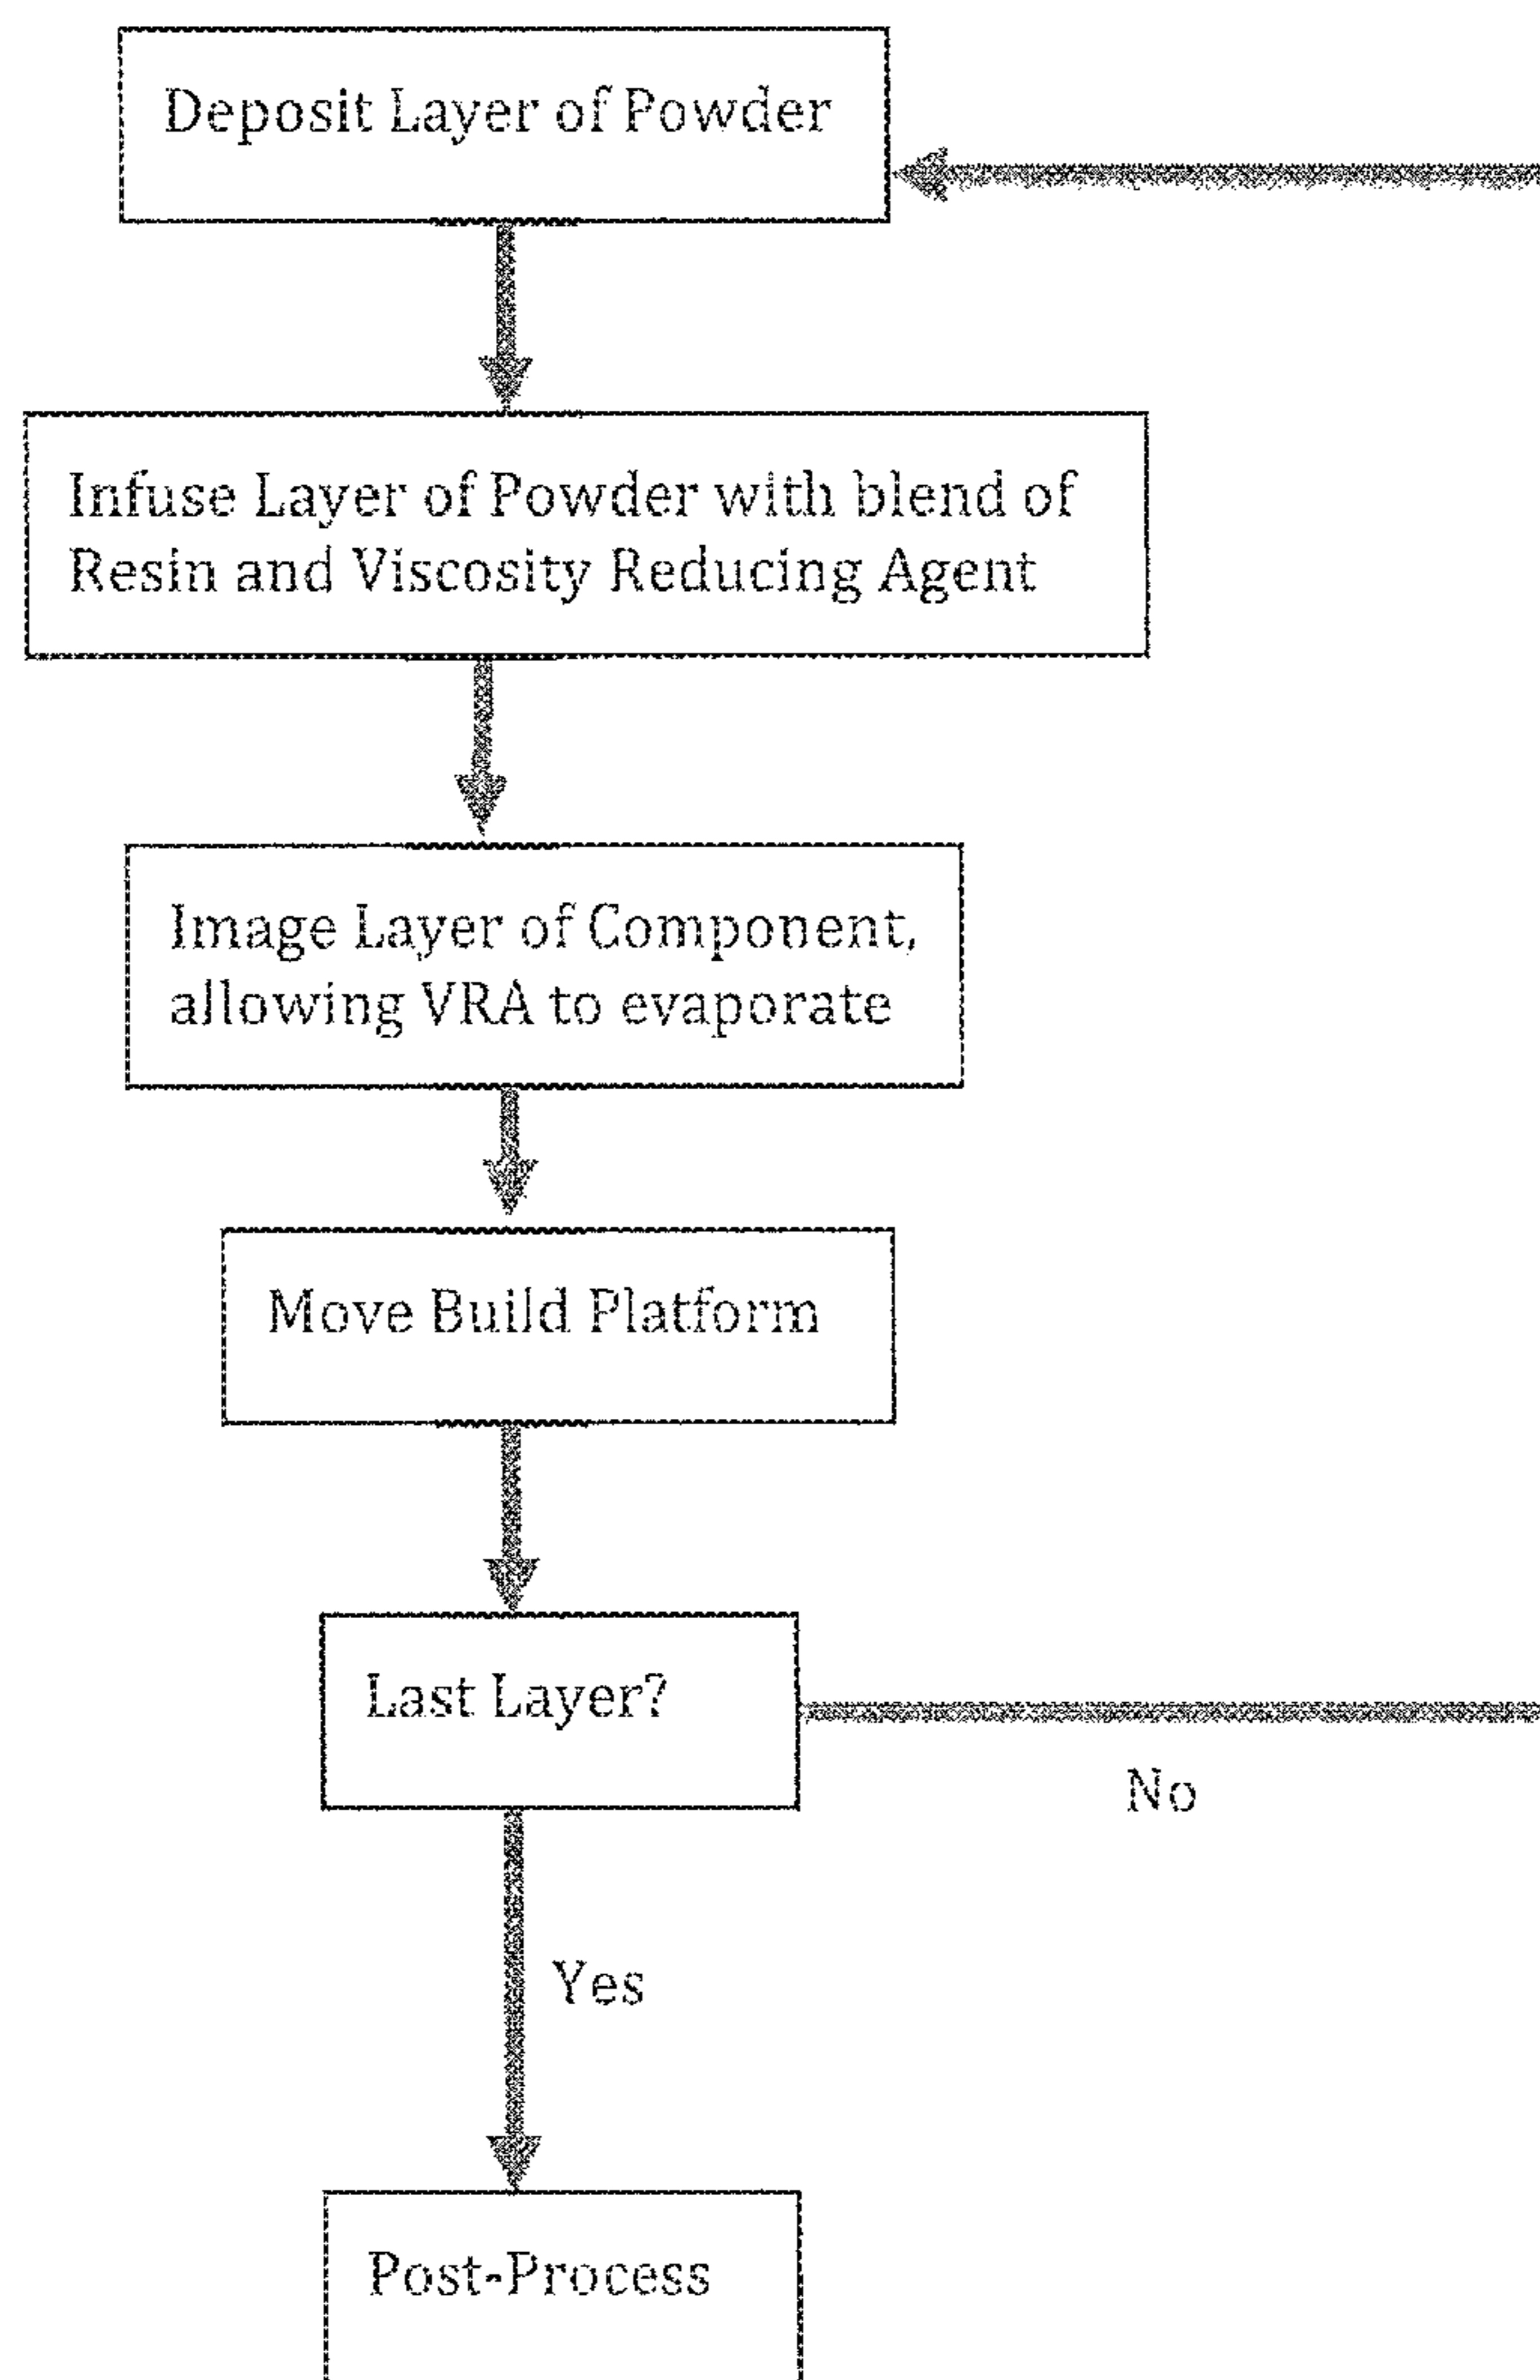 Deposit Layer of Powder
Infuse Layer of Powder with blend of
Resin and Viscosity Reducing Agent
Image Layer of Component,
allowing VRA to evaporate
Move Build Platform
Last Layer?
No
Yes
Post-Process